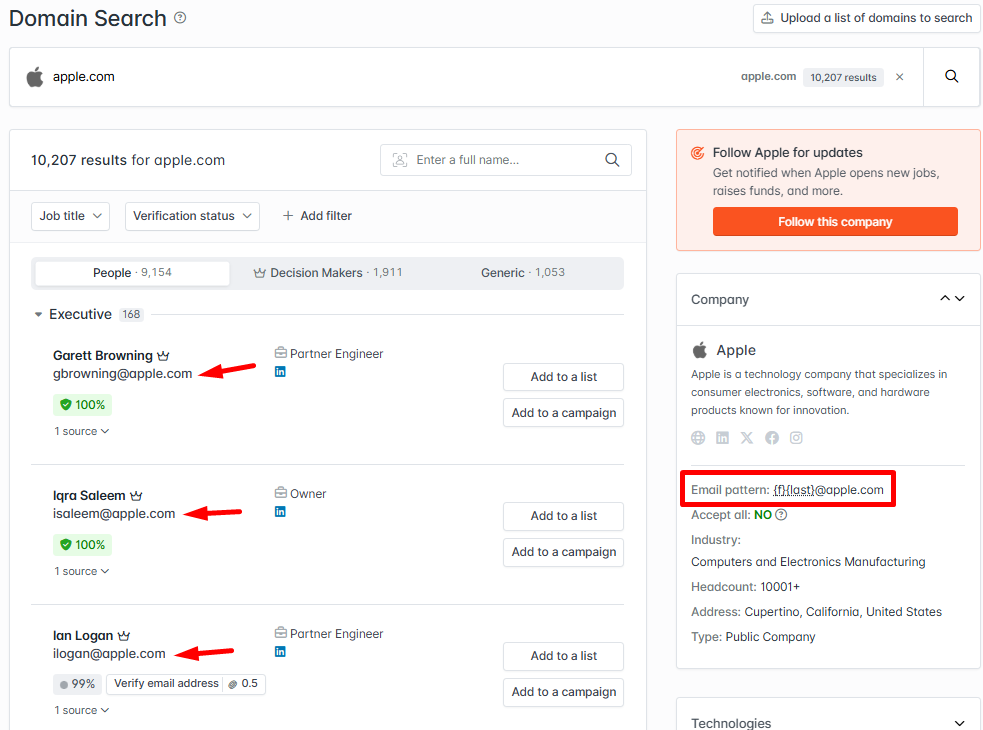 Domain Search
Upload a list of domains to search
apple.com
apple.com 10,207 results
10,207 results for apple.com
Enter a full name...
Job title
Verification status
Add filter
People · 9,154
Decision Makers · 1,911
Generic · 1,053
Executive 168
Garett Browning
gbrowning@apple.com
100%
1 source
Partner Engineer
Add to a list
Add to a campaign
Iqra Saleem
isaleem@apple.com
100%
1 source
Owner
Add to a list
Add to a campaign
Ian Logan
ilogan@apple.com
99%
Verify email address 0.5
1 source
Partner Engineer
Add to a list
Add to a campaign
Follow Apple for updates
Get notified when Apple opens new jobs,
raises funds, and more.
Follow this company
Company
Apple
Apple is a technology company that specializes in
consumer electronics, software, and hardware
products known for innovation.
Email pattern: {f}{last}@apple.com
Accept all: NO
Industry:
Computers and Electronics Manufacturing
Headcount: 10001+
Address: Cupertino, California, United States
Type: Public Company
Technologies